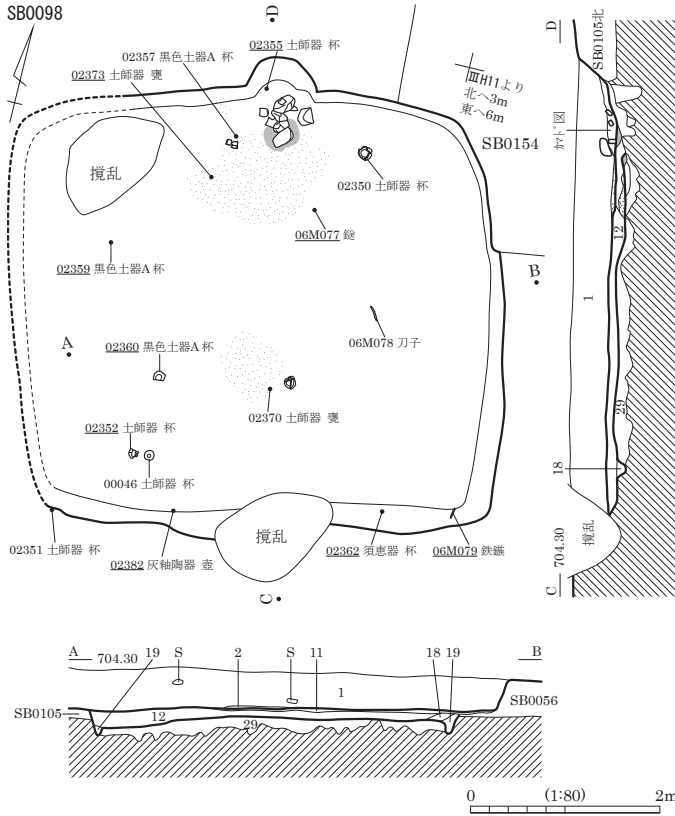 SB0098
D
02355 土師器 杯
02357 黒色土器A 杯
02373 土師器 甕
ⅢH11より
北へ3m
東へ6m
SB0154
撹乱
02350 土師器 杯
06M077 鎹
02359 黒色土器A 杯
B
A
06M078 刀子
02360 黒色土器A 杯
02370 土師器 甕
02352 土師器 杯
00046 土師器 杯
撹乱
02351 土師器 杯
02382 灰釉陶器 壺
02362 須恵器 杯
06M079 鉄鏃
C
D
SB0105北
カマド図
12
1
29
18
C
704.30
撹乱
A 704.30 19 S 2 S 11 18 19 B
1
SB0105
SB0056
12
29
0 (1:80) 2m